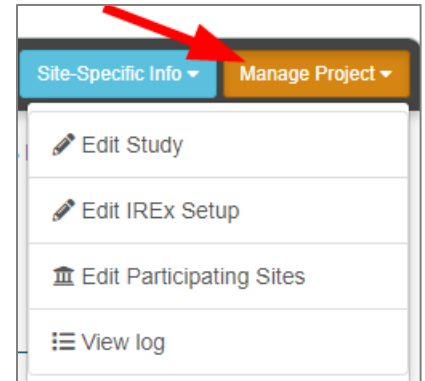 Site-Specific Info Manage Project
Edit Study
Edit IREx Setup
Edit Participating Sites
View log